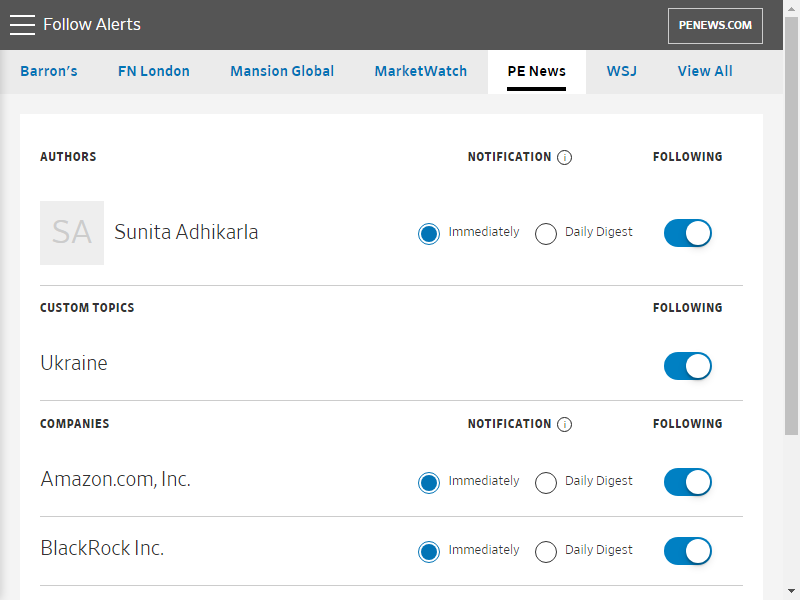 Follow Alerts
PENEWS.COM
Barron's FN London Mansion Global MarketWatch PE News WSJ View All
AUTHORS NOTIFICATION FOLLOWING
SA Sunita Adhikarla Immediately Daily Digest
CUSTOM TOPICS FOLLOWING
Ukraine
COMPANIES NOTIFICATION FOLLOWING
Amazon.com, Inc. Immediately Daily Digest
BlackRock Inc. Immediately Daily Digest